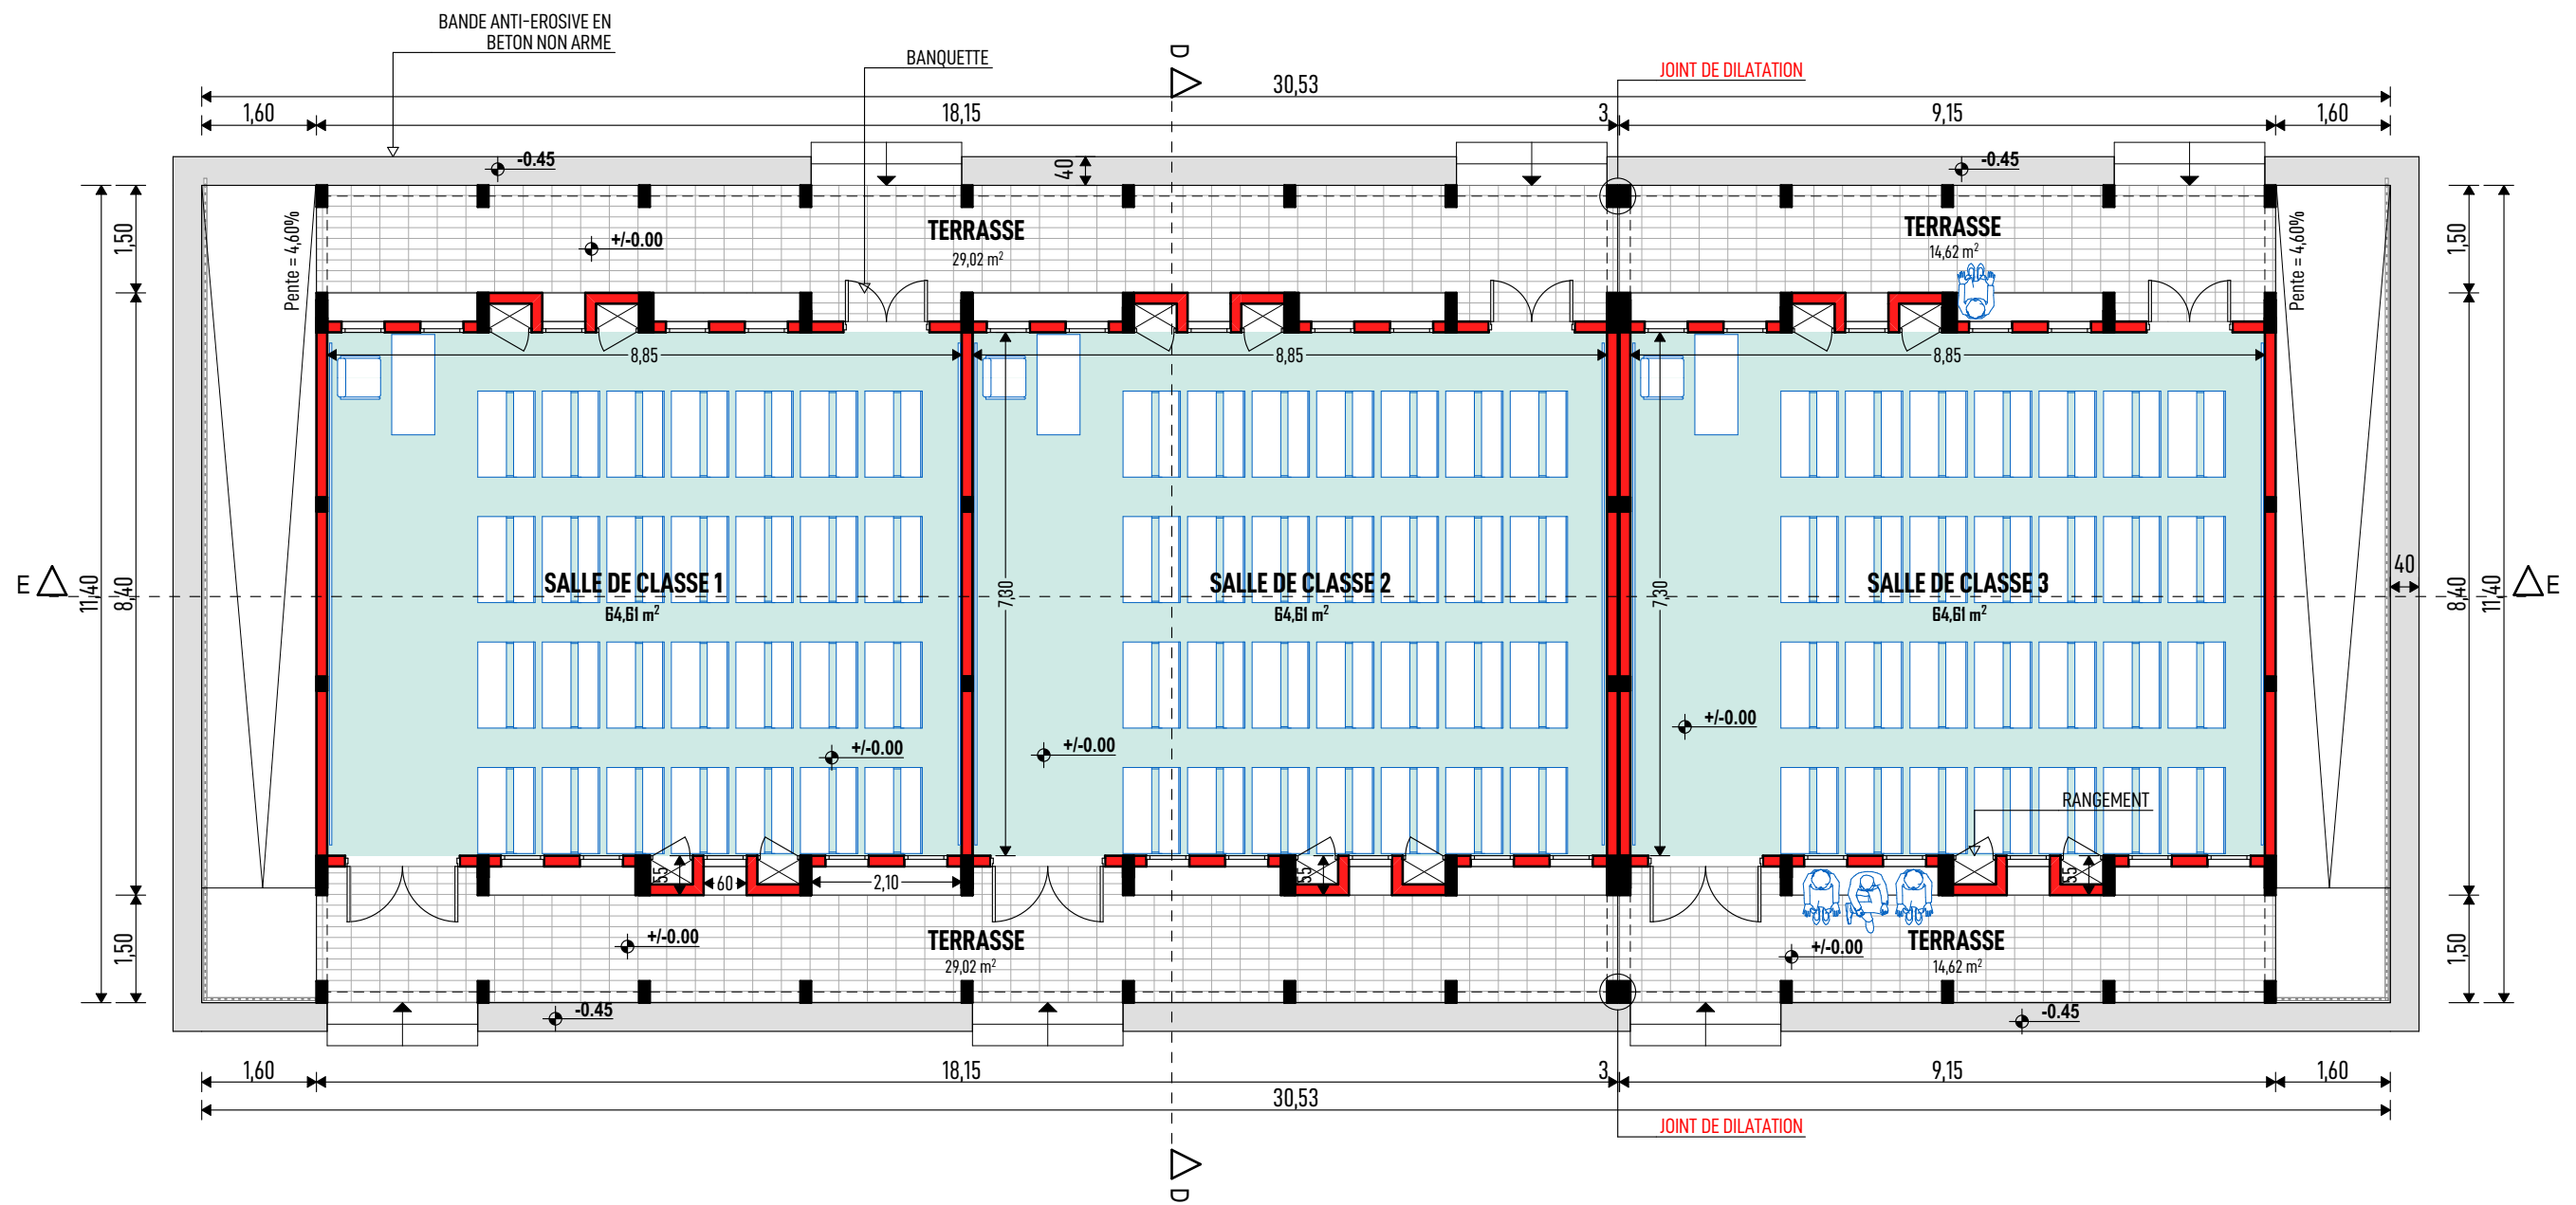 BANDE ANTI-EROSIVE EN
BETON NON ARME
BANQUETTE
D
JOINT DE DILATATION
30,53
1,60
18,15
3
9,15
1,60
-0.45
40
-0.45
1,50
Pente = 4,60%
+/-0.00
TERRASSE
29,02 m²
TERRASSE
14,62 m²
Pente = 4,60%
1,50
8,85
8,85
8,85
E
11,40
8,40
SALLE DE CLASSE 1
64,61 m²
7,30
SALLE DE CLASSE 2
64,61 m²
7,30
SALLE DE CLASSE 3
64,61 m²
40
8,40
11,40
E
+/-0.00
+/-0.00
+/-0.00
RANGEMENT
55
60
2,10
55
55
1,50
+/-0.00
TERRASSE
29,02 m²
+/-0.00
TERRASSE
14,62 m²
1,50
-0.45
-0.45
1,60
18,15
3
9,15
1,60
30,53
JOINT DE DILATATION
D